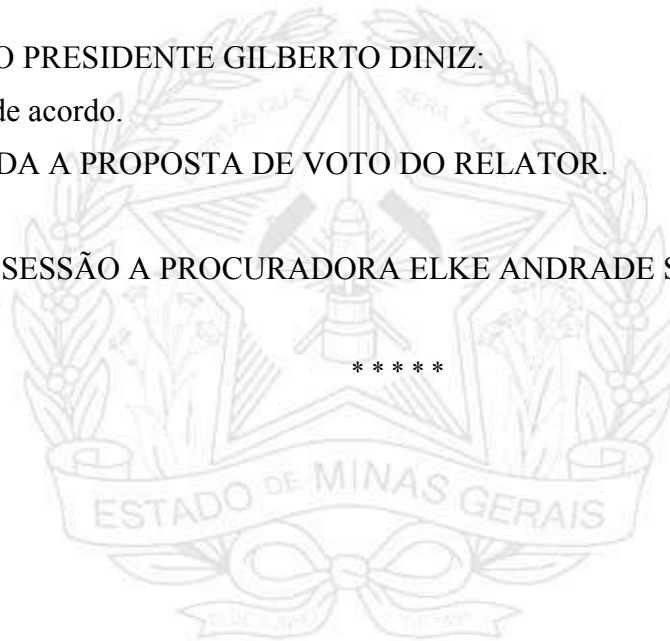 O PRESIDENTE GILBERTO DINIZ:
de acordo.
DA A PROPOSTA DE VOTO DO RELATOR.
SESSÃO A PROCURADORA ELKE ANDRADE S
* * * * *
ESTADO DE MINAS GERAIS